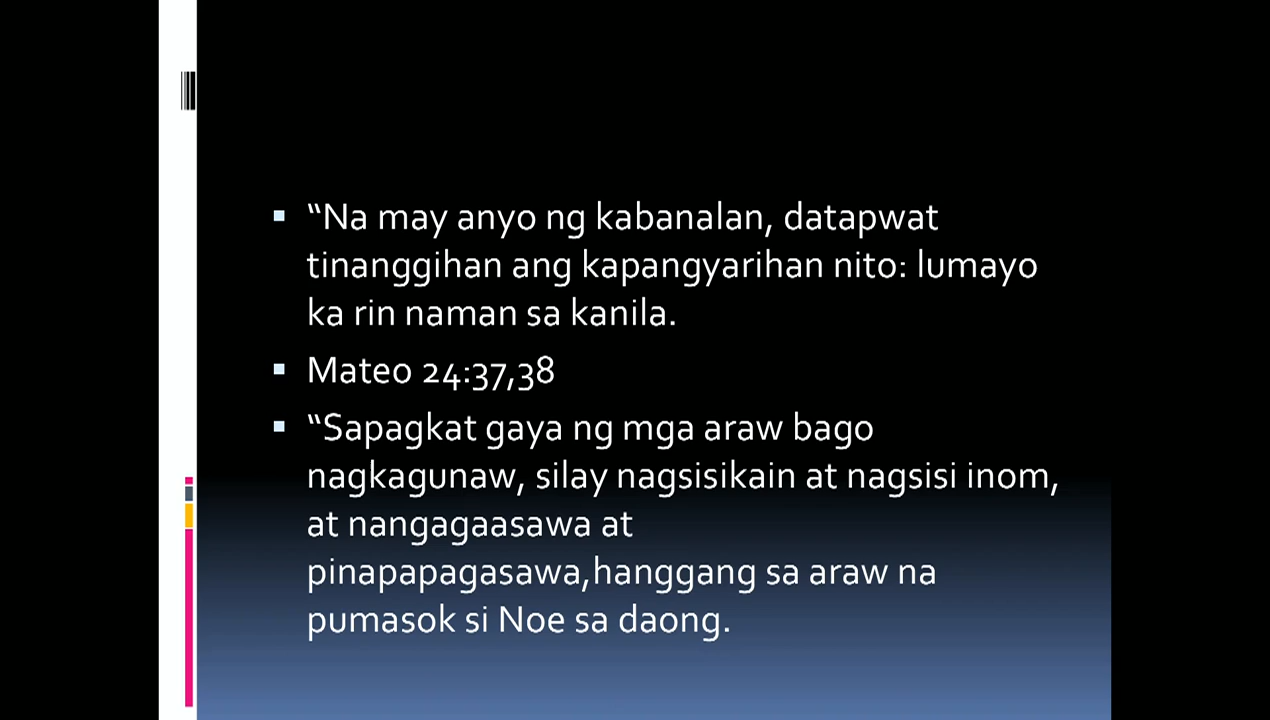 “Na may anyo ng kabanalan, datapwat
tinanggihan ang kapangyarihan nito: lumayo
ka rin naman sa kanila.
Mateo 24:37,38
“Sapagkat gaya ng mga araw bago
nagkagunaw, silay nagsisikain at nagsisi inom,
at nangagaasawa at
pinapapagasawa,hanggang sa araw na
pumasok si Noe sa daong.